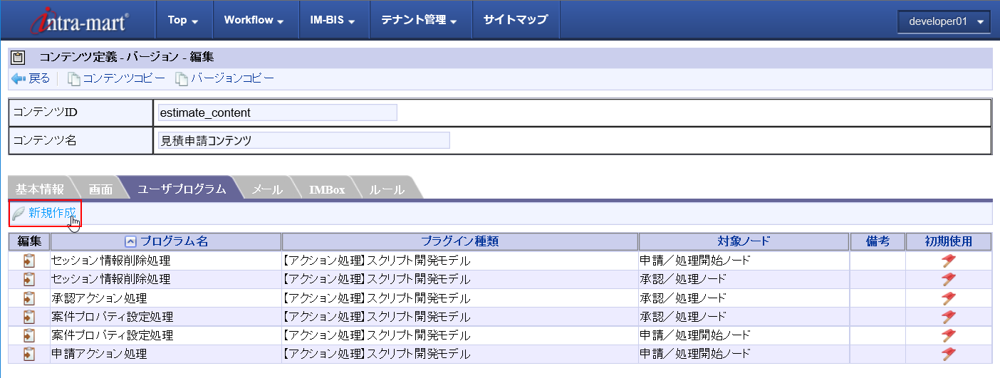 intra-mart Top Workflow IM-BIS テナント管理 サイトマップ developer01
コンテンツ定義 - バージョン - 編集
戻る コンテンツコピー バージョンコピー
コンテンツID estimate_content
コンテンツ名 見積申請コンテンツ
基本情報 画面 ユーザプログラム メール IMBox ルール
新規作成
編集 プログラム名 プラグイン種類 対象ノード 備考 初期使用
セッション情報削除処理 【アクション処理】スクリプト開発モデル 申請／処理開始ノード
セッション情報削除処理 【アクション処理】スクリプト開発モデル 承認／処理ノード
承認アクション処理 【アクション処理】スクリプト開発モデル 承認／処理ノード
案件プロパティ設定処理 【アクション処理】スクリプト開発モデル 承認／処理ノード
案件プロパティ設定処理 【アクション処理】スクリプト開発モデル 申請／処理開始ノード
申請アクション処理 【アクション処理】スクリプト開発モデル 申請／処理開始ノード